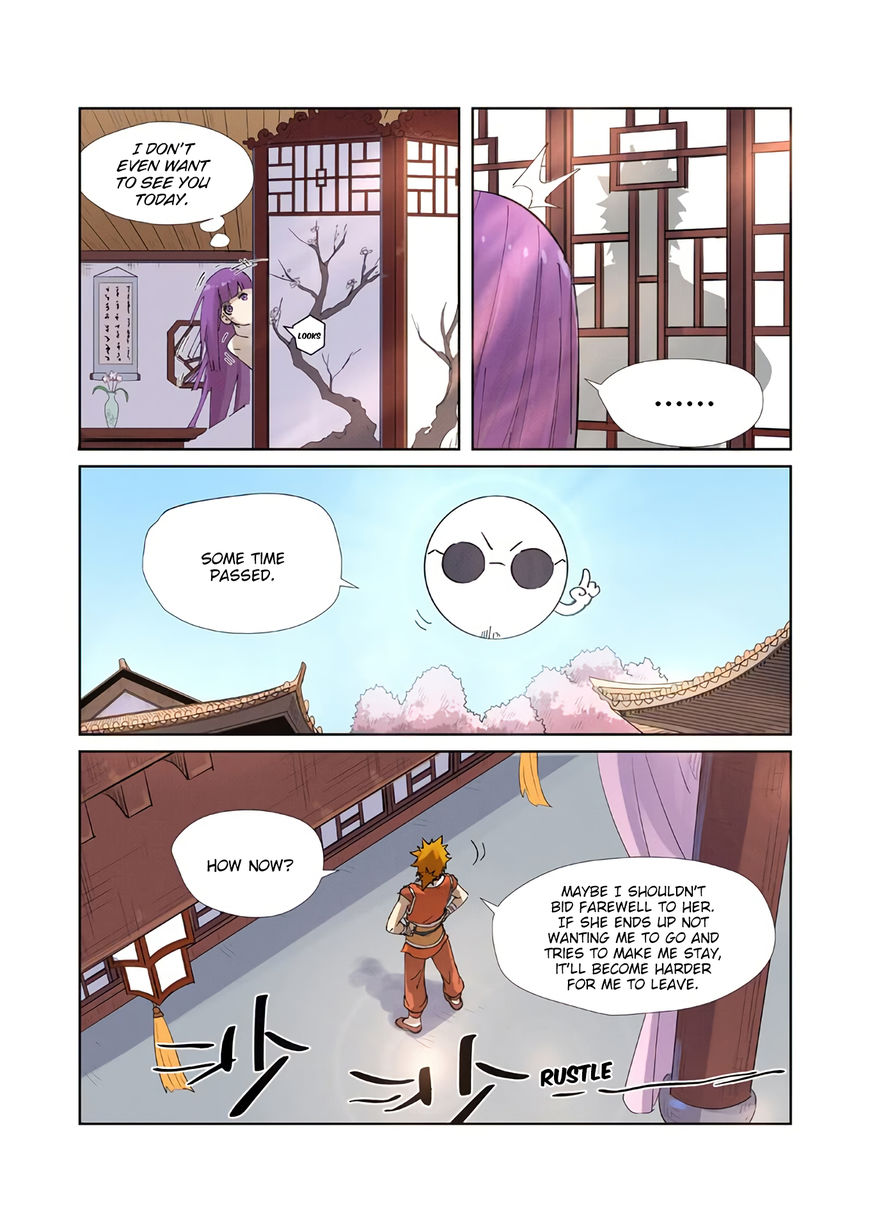 I DON'T
EVEN WANT
TO SEE YOU
TODAY.
LOOKS
......
SOME TIME
PASSED.
HOW NOW?
MAYBE I SHOULDN'T
BID FAREWELL TO HER.
IF SHE ENDS UP NOT
WANTING ME TO GO AND
TRIES TO MAKE ME STAY,
IT'LL BECOME HARDER
FOR ME TO LEAVE.
沙
沙
RUSTLE